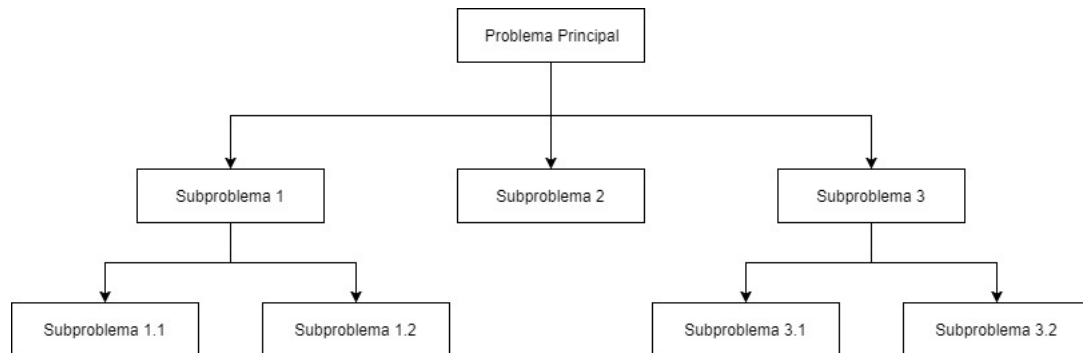 Problema Principal
Subproblema 1
Subproblema 2
Subproblema 3
Subproblema 1.1
Subproblema 1.2
Subproblema 3.1
Subproblema 3.2